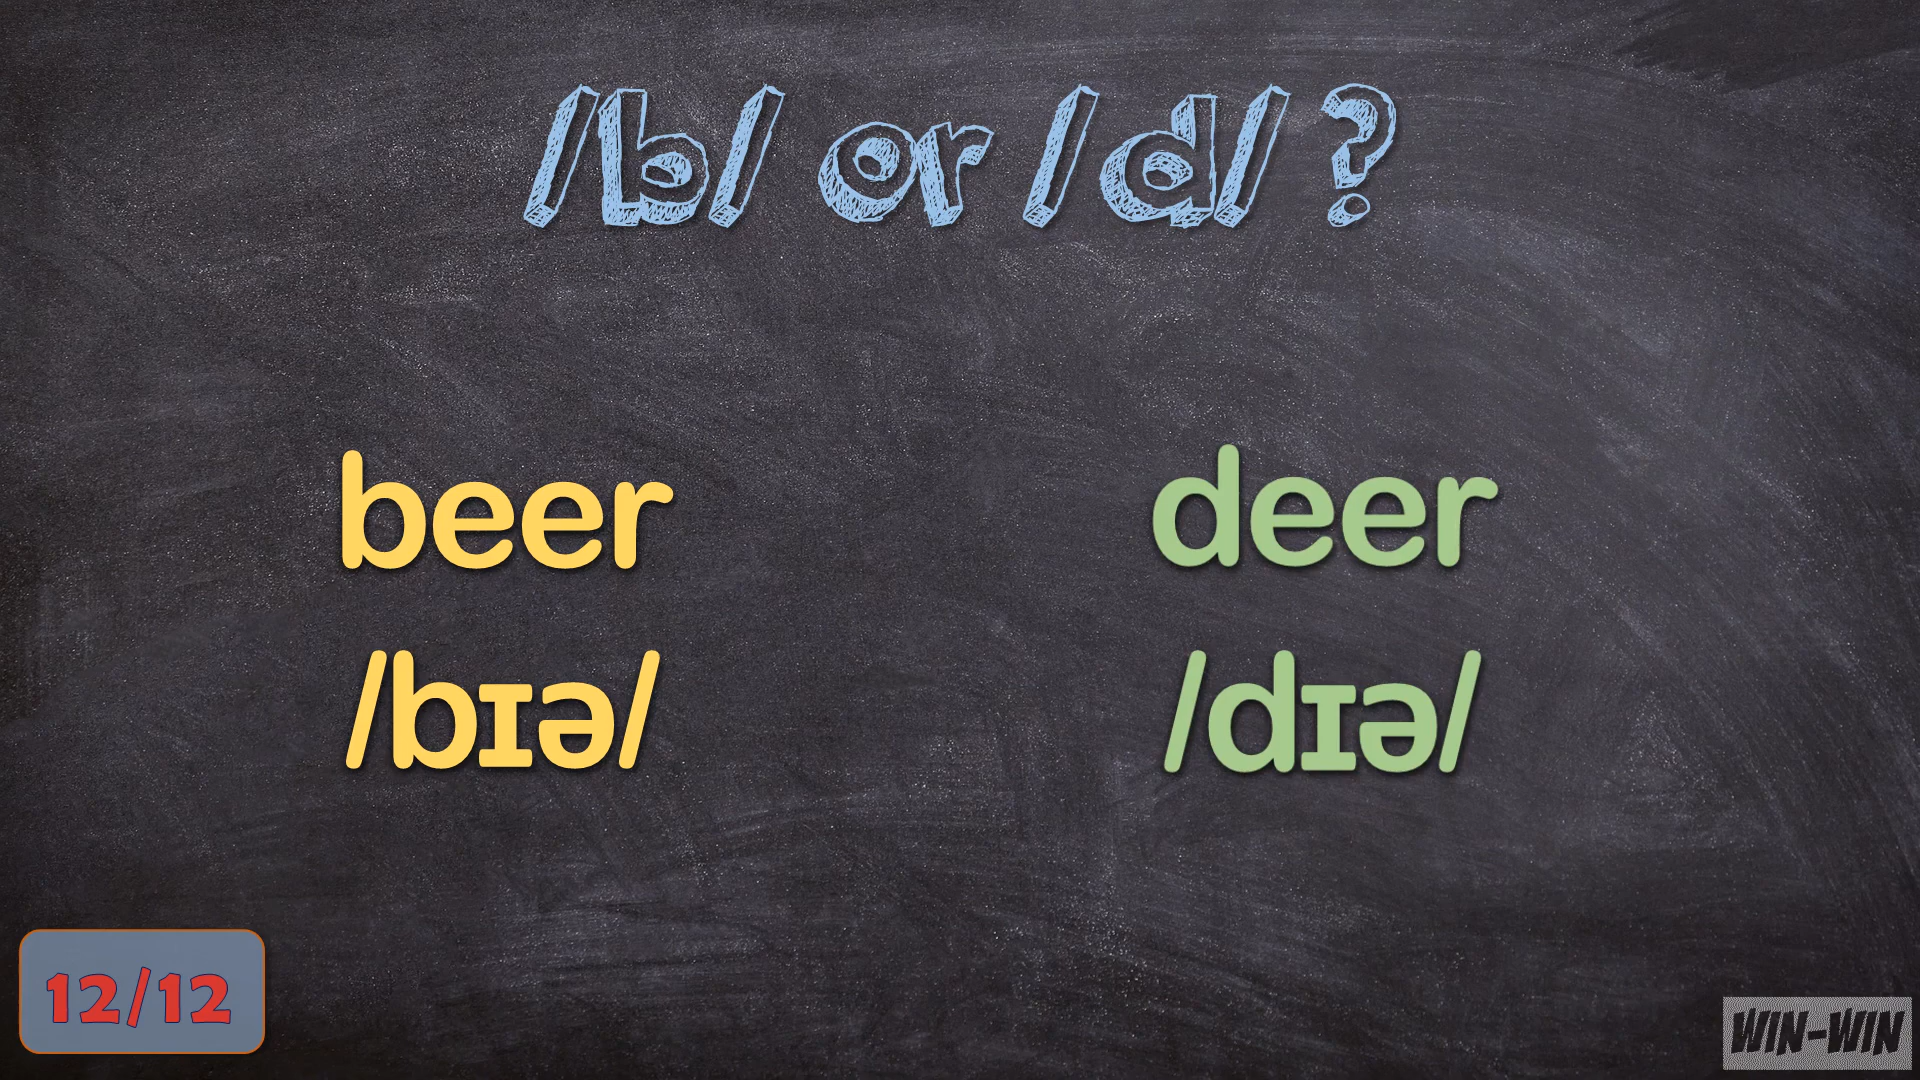 /b/ or /d/ ?
beer
deer
/bɪə/
/dɪə/
12/12
WIN-WIN